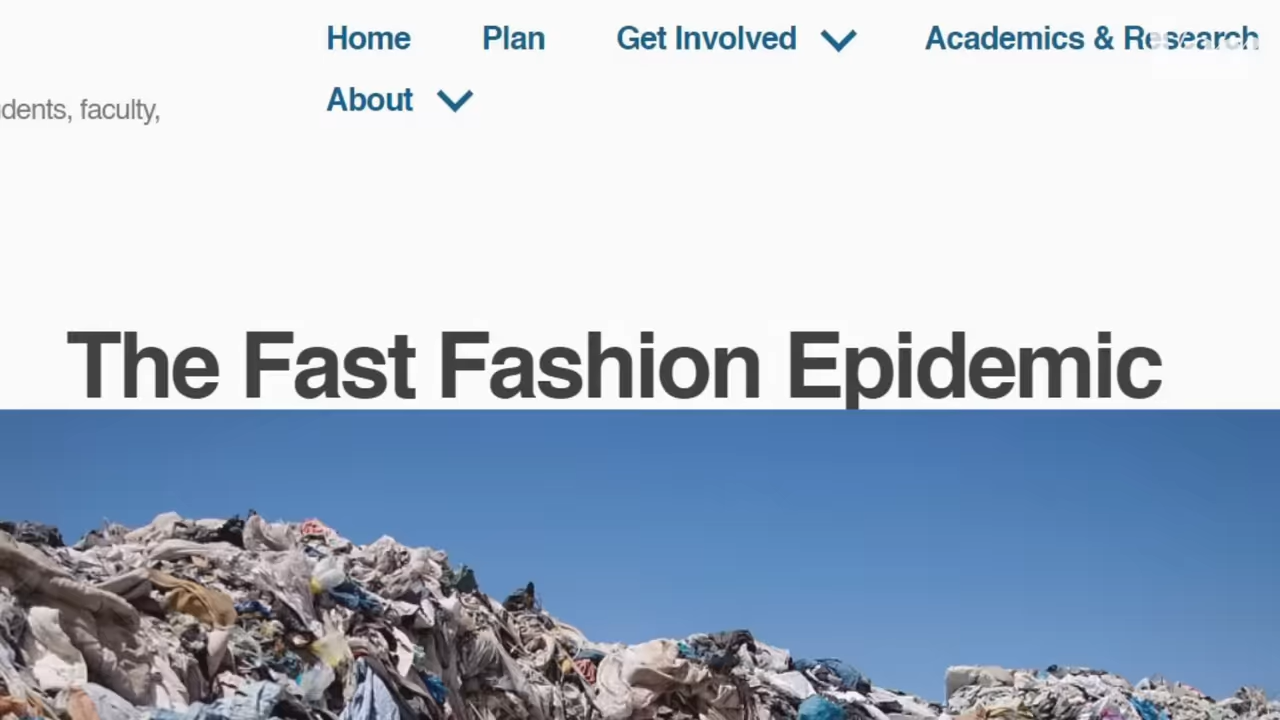 Home Plan Get Involved Academics & Research
About
dents, faculty,
The Fast Fashion Epidemic